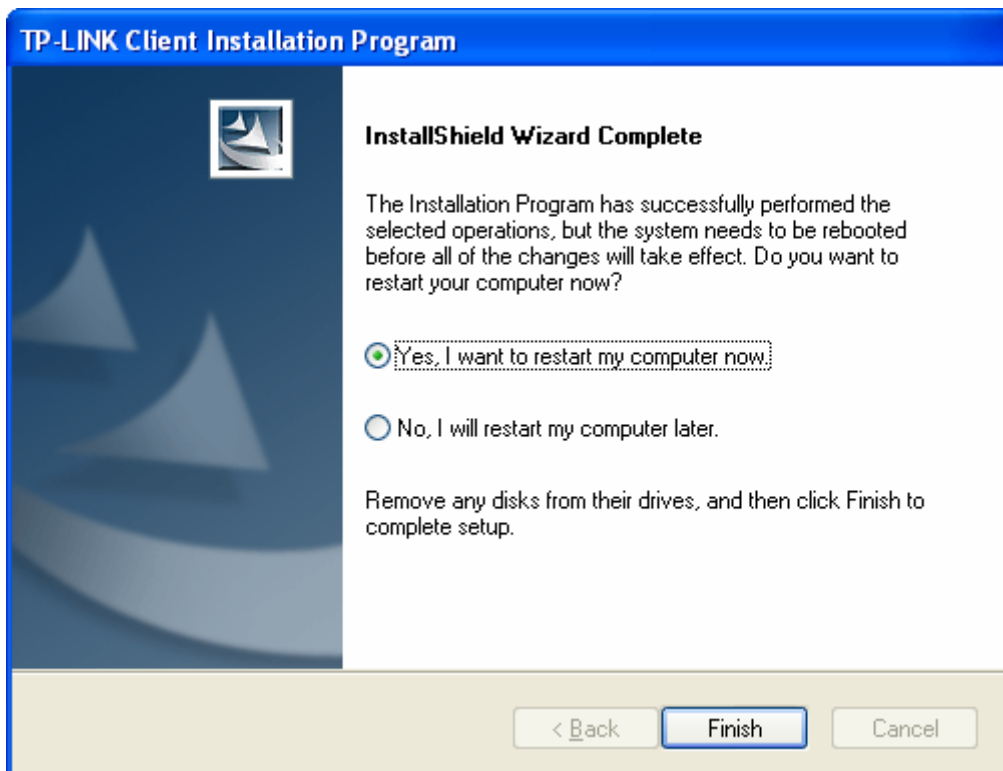 TP-LINK Client Installation Program
InstallShield Wizard Complete
The Installation Program has successfully performed the
selected operations, but the system needs to be rebooted
before all of the changes will take effect. Do you want to
restart your computer now?
Yes, I want to restart my computer now.
No, I will restart my computer later.
Remove any disks from their drives, and then click Finish to
complete setup.
< Back
Finish
Cancel